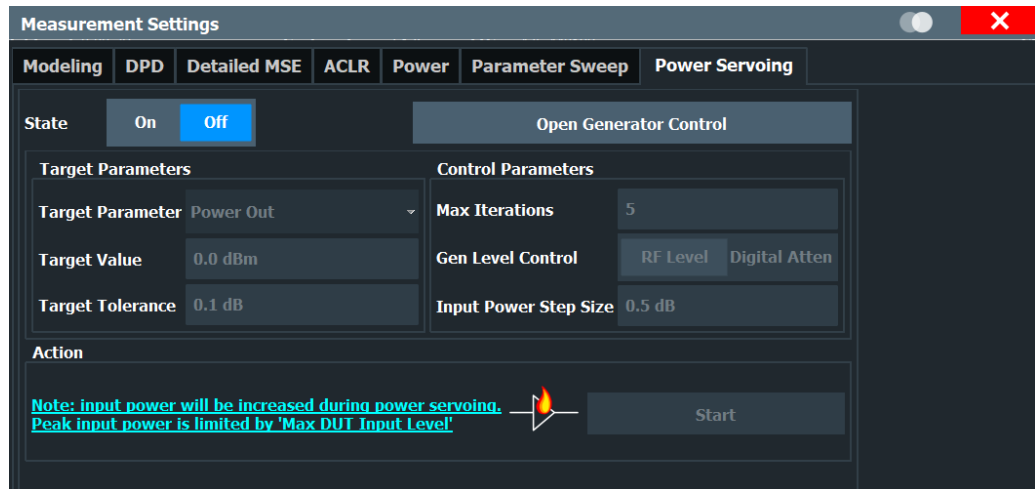 Measurement Settings
Modeling DPD Detailed MSE ACLR Power Parameter Sweep Power Servoing
State On Off Open Generator Control
Target Parameters Control Parameters
Target Parameter Power Out Max Iterations 5
Target Value 0.0 dBm Gen Level Control RF Level Digital Atten
Target Tolerance 0.1 dB Input Power Step Size 0.5 dB
Action
Note: input power will be increased during power servoing.
Peak input power is limited by 'Max DUT Input Level'
Start